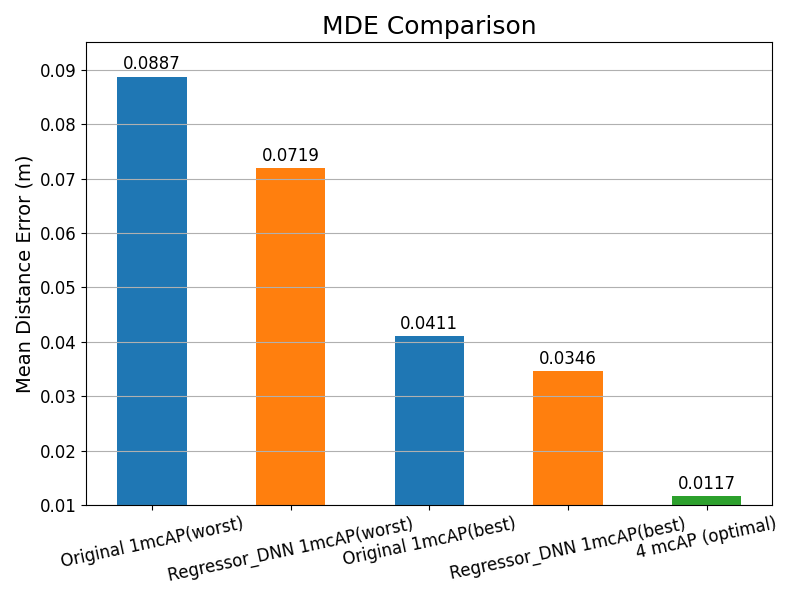 MDE Comparison
Mean Distance Error (m)
0.09
0.08
0.07
0.06
0.05
0.04
0.03
0.02
0.01
0.0887
0.0719
0.0411
0.0346
0.0117
Original 1mcAP(worst)
Regressor_DNN 1mcAP(worst)
Original 1mcAP(best)
Regressor_DNN 1mcAP(best)
4 mcAP (optimal)